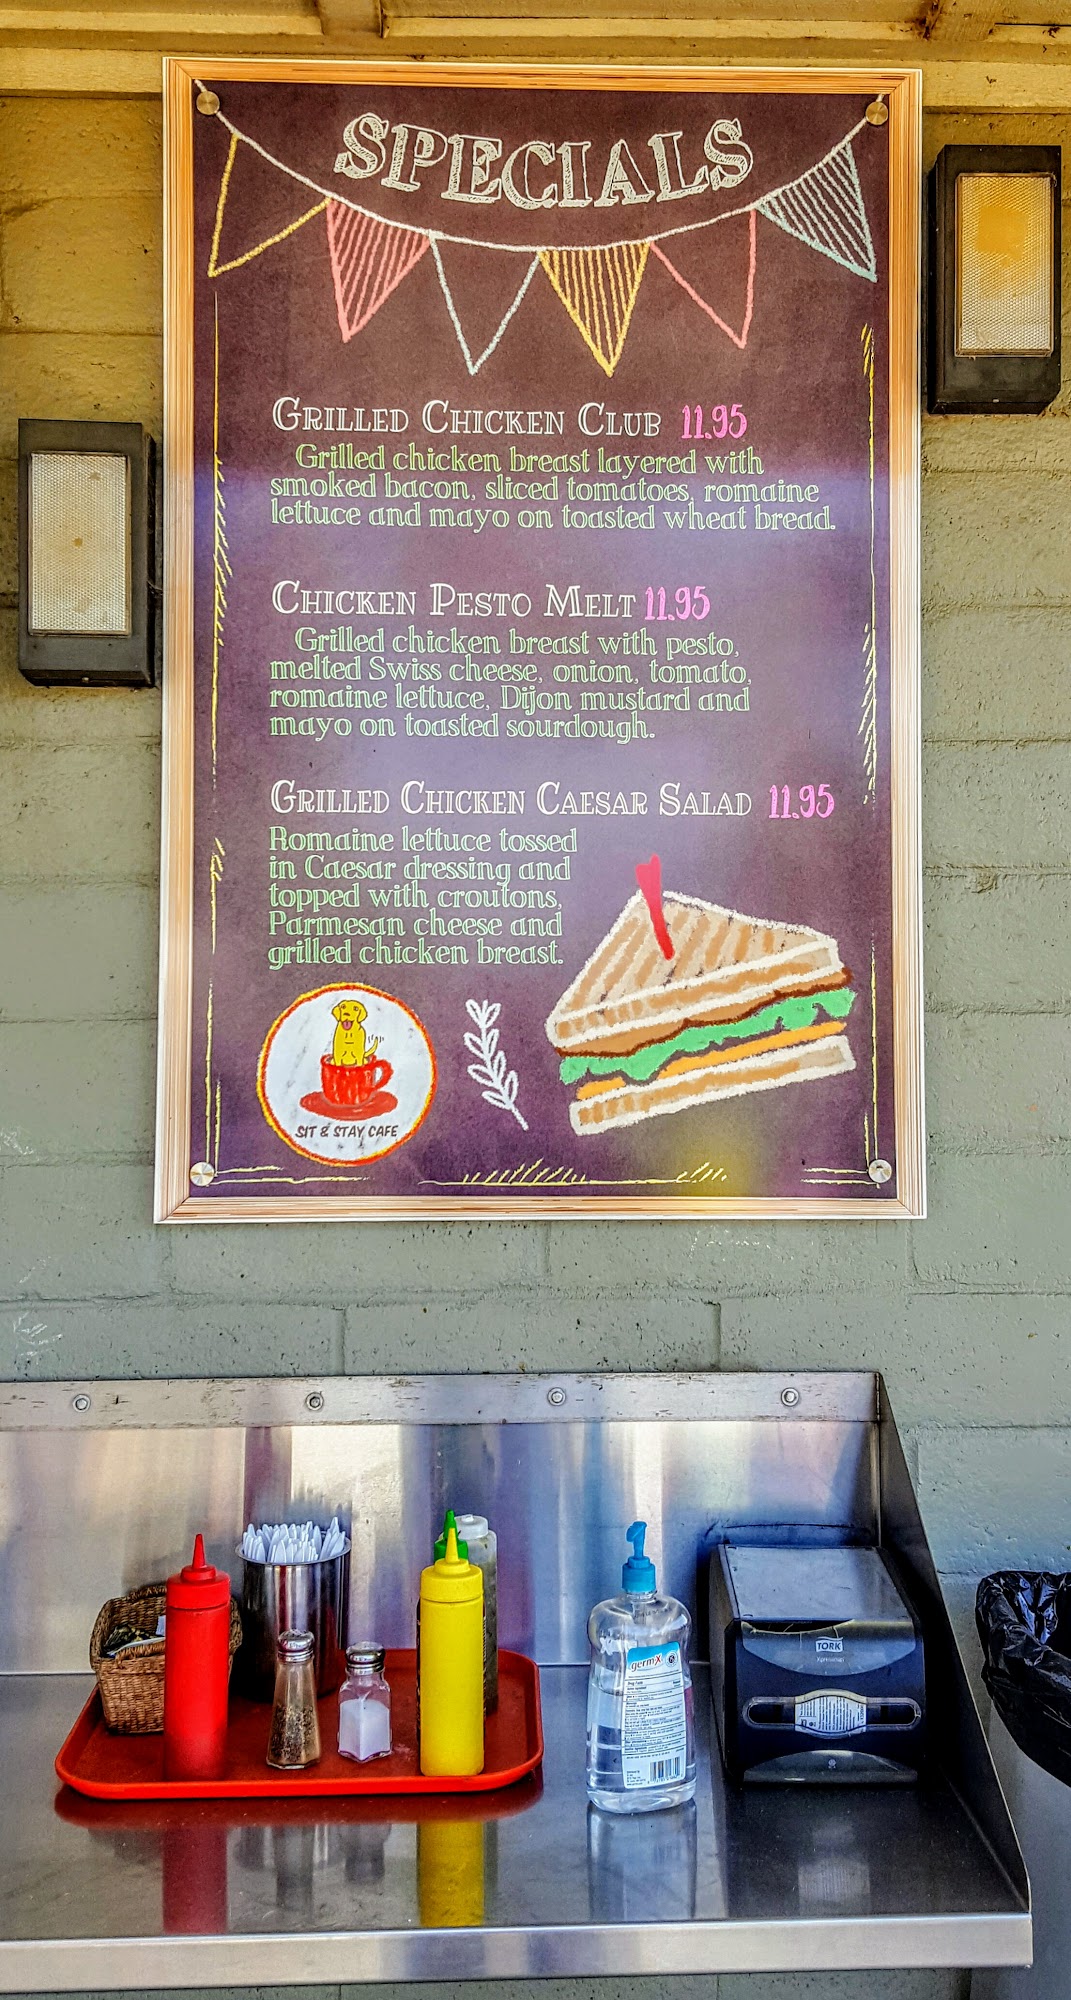 SPECIALS
GRILLED CHICKEN CLUB 11.95
Grilled chicken breast layered with
smoked bacon, sliced tomatoes, romaine
lettuce and mayo on toasted wheat bread.
CHICKEN PESTO MELT 11.95
Grilled chicken breast with pesto,
melted Swiss cheese, onion, tomato,
romaine lettuce, Dijon mustard and
mayo on toasted sourdough.
GRILLED CHICKEN CAESAR SALAD 11.95
Romaine lettuce tossed
in Caesar dressing and
topped with croutons,
Parmesan cheese and
grilled chicken breast.
SIT & STAY CAFE
germX
TORK
Xpressnap